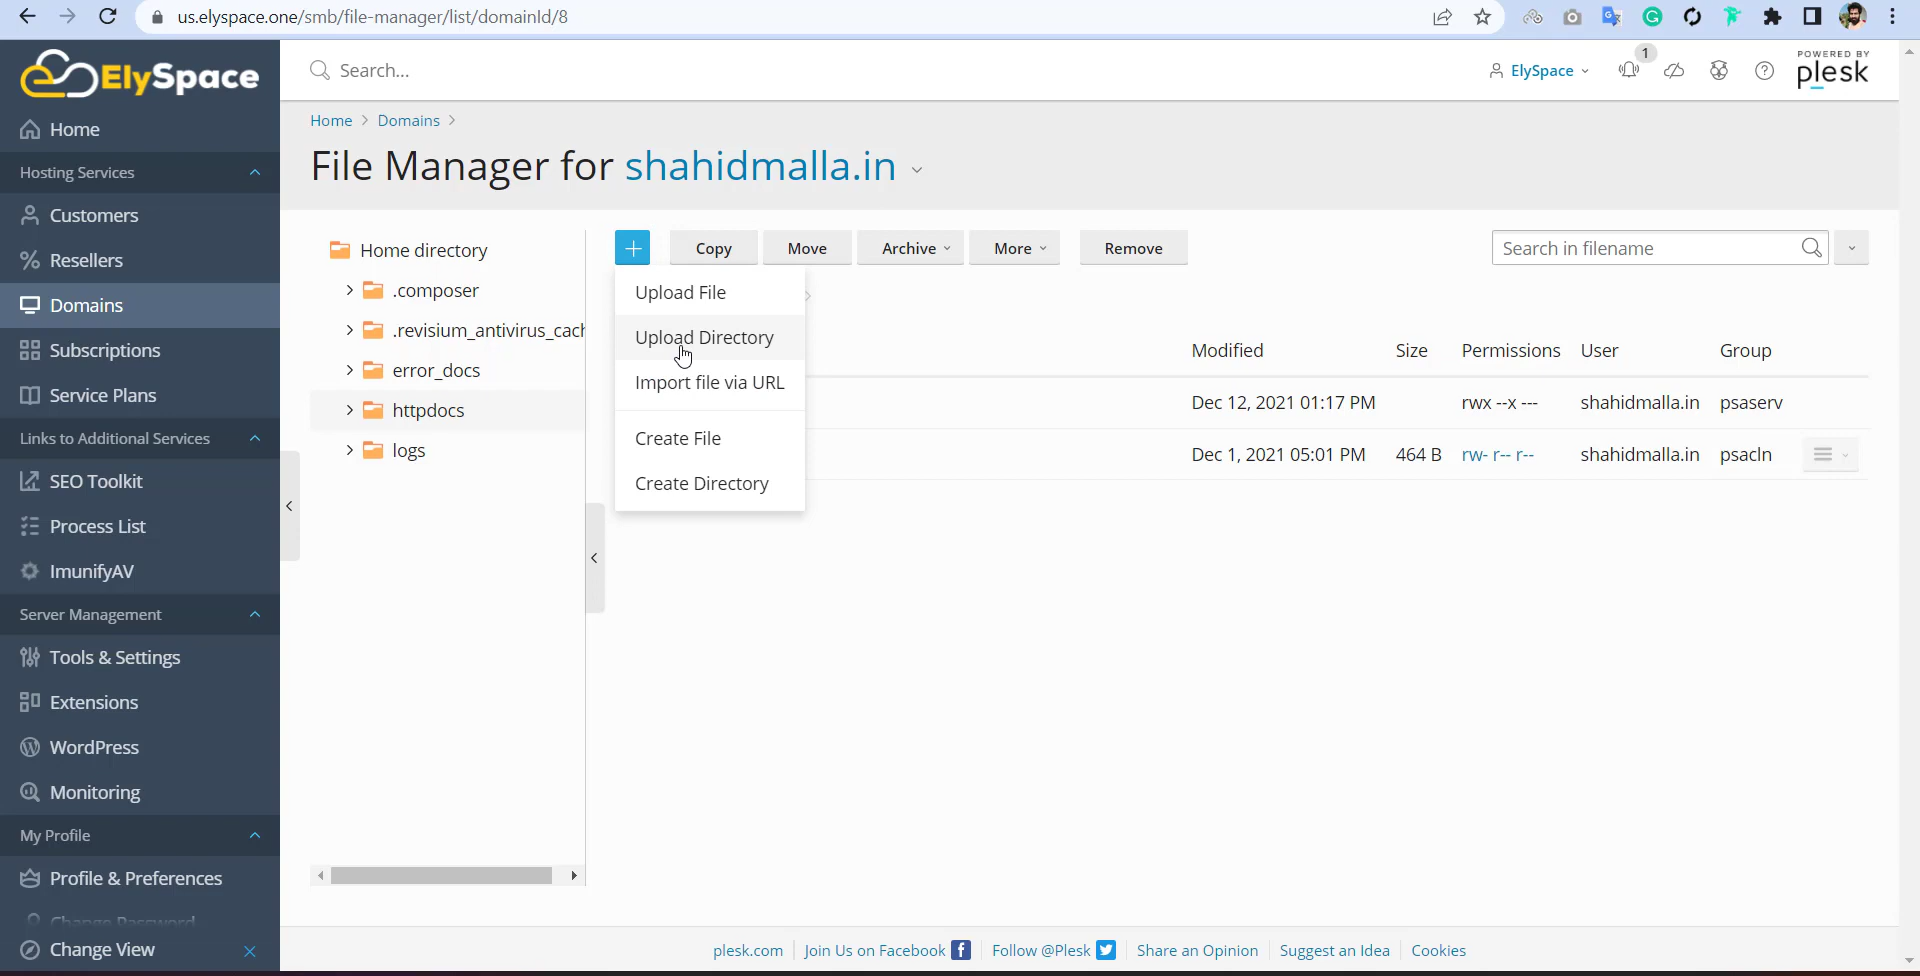 us.elyspace.one/smb/file-manager/list/domainId/8
ElySpace
Search...
ElySpace
1
POWERED BY
plesk
Home
Hosting Services
Customers
Resellers
Domains
Subscriptions
Service Plans
Links to Additional Services
SEO Toolkit
Process List
ImunifyAV
Server Management
Tools & Settings
Extensions
WordPress
Monitoring
My Profile
Profile & Preferences
Change Password
Change View
Home > Domains >
File Manager for shahidmalla.in
Home directory
.composer
.revisium_antivirus_cach
error_docs
httpdocs
logs
+ Copy Move Archive More Remove
Search in filename
Upload File
Upload Directory
Import file via URL
Create File
Create Directory
Modified Size Permissions User Group
Dec 12, 2021 01:17 PM rwx --x --- shahidmalla.in psaserv
Dec 1, 2021 05:01 PM 464 B rw- r-- r-- shahidmalla.in psacln
plesk.com Join Us on Facebook Follow @Plesk Share an Opinion Suggest an Idea Cookies